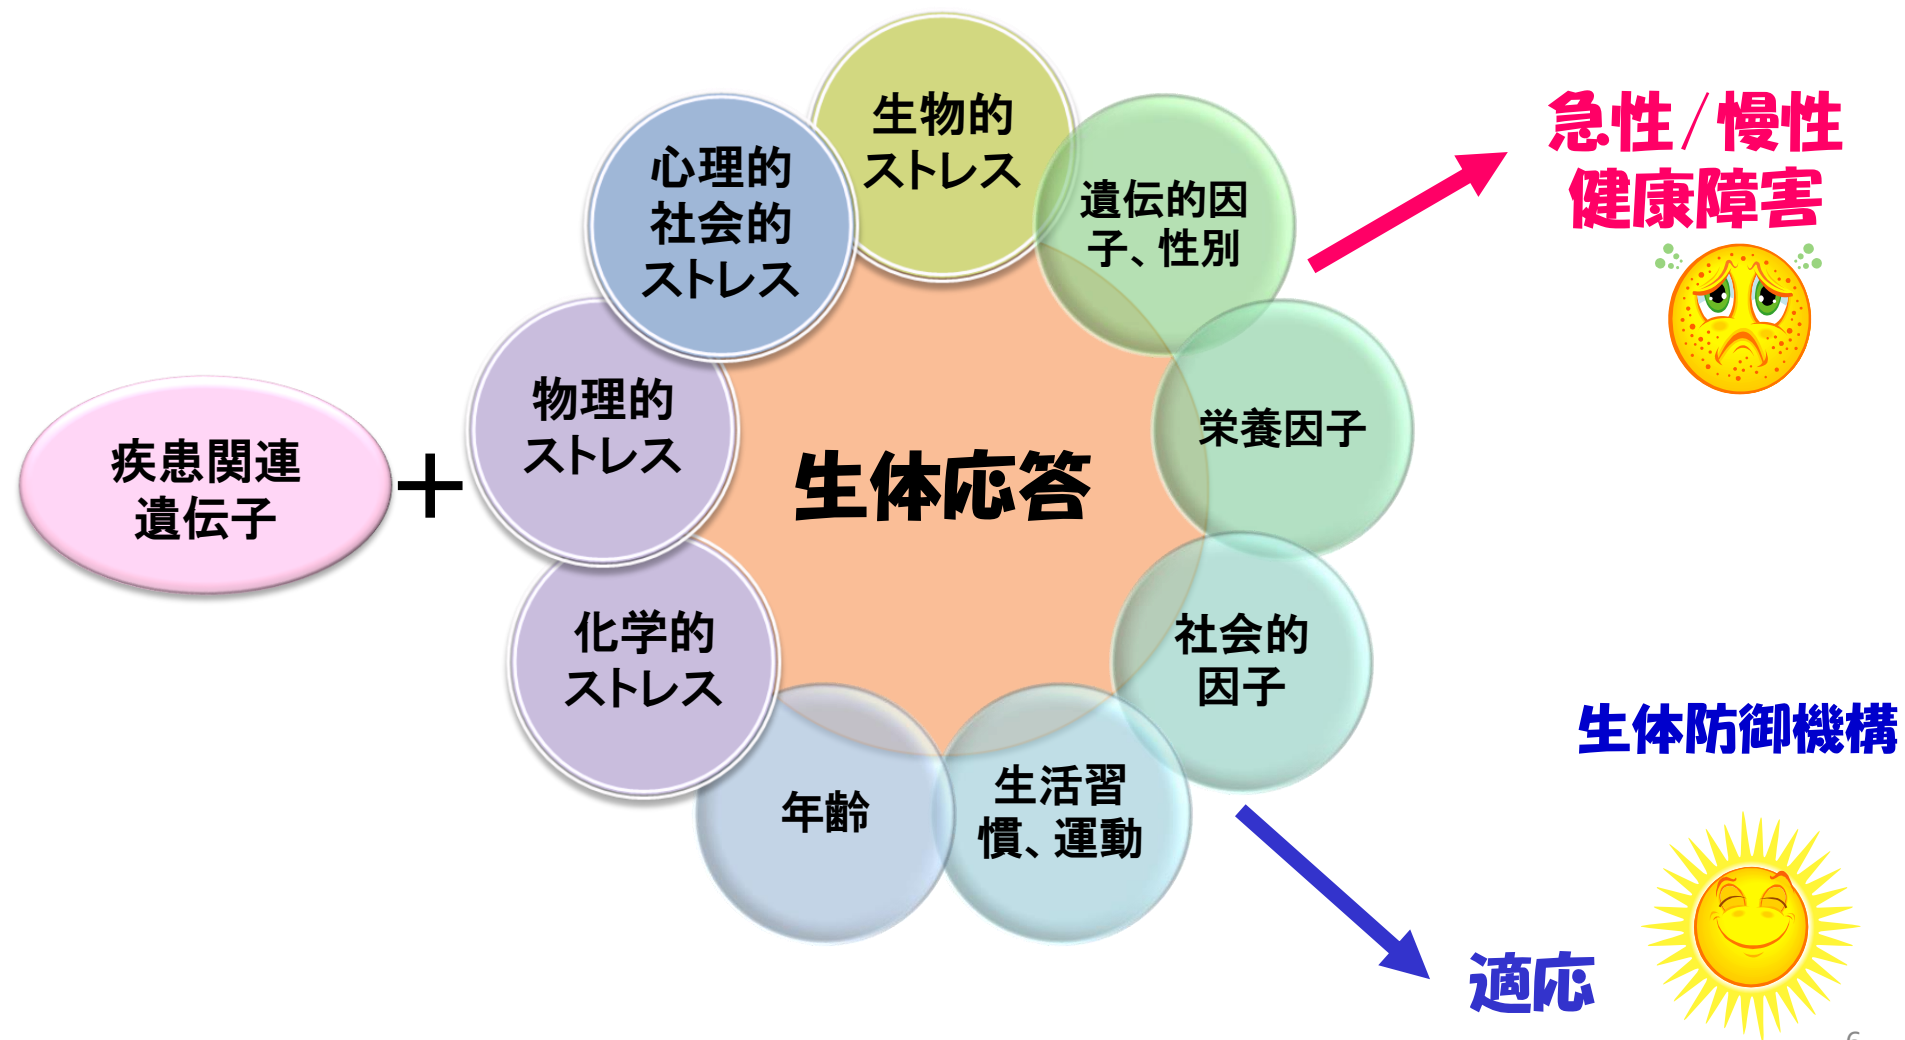 生物的
ストレス
心理的
社会的
ストレス
遺伝的因
子、性別
急性/慢性
健康障害
物理的
ストレス
栄養因子
疾患関連
遺伝子
+
生体応答
化学的
ストレス
社会的
因子
年齢
生活習
慣、運動
生体防御機構
適応